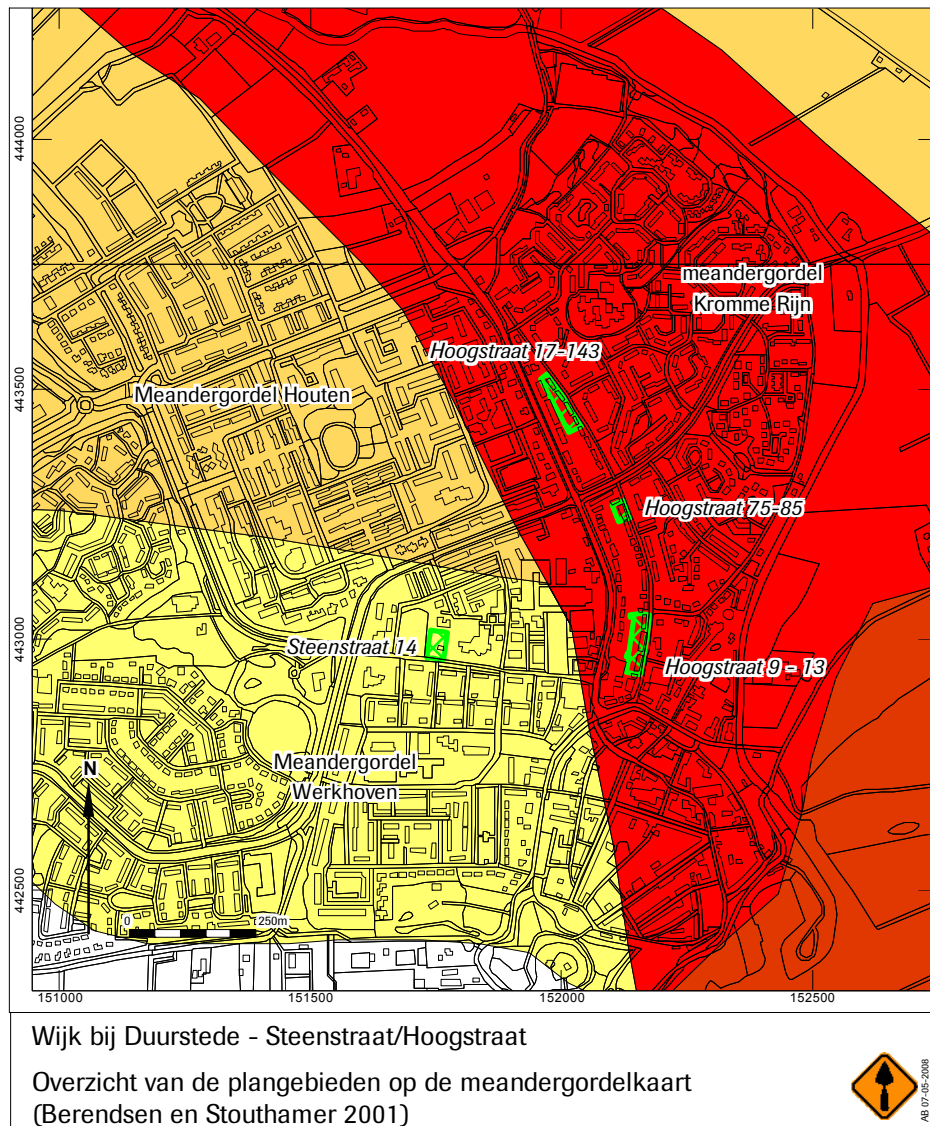 444000
meandergordel
Kromme Rijn
Hoogstraat 17-143
443500
Meandergordel Houten
Hoogstraat 75-85
443000
Steenstraat 14
Hoogstraat 9 - 13
Meandergordel
Werkhoven
N
442500
0 250m
151000 151500 152000 152500
Wijk bij Duurstede - Steenstraat/Hoogstraat
Overzicht van de plangebieden op de meandergordelkaart
(Berendsen en Stouthamer 2001)
AB 07-05-2008